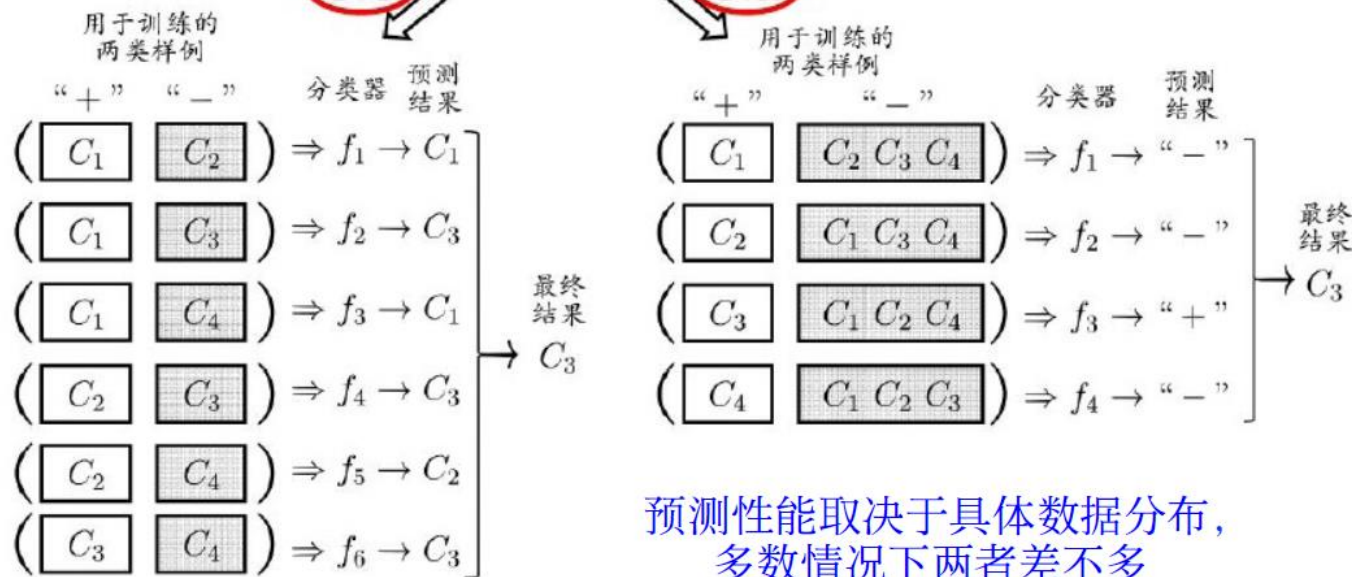 用于训练的
两类样例
“+” “−” 分类器 预测
结果
( C₁ C₂ ) ⇒ f₁ → C₁
( C₁ C₃ ) ⇒ f₂ → C₃
( C₁ C₄ ) ⇒ f₃ → C₁
( C₂ C₃ ) ⇒ f₄ → C₃
( C₂ C₄ ) ⇒ f₅ → C₂
( C₃ C₄ ) ⇒ f₆ → C₃
最终
结果
C₃
用于训练的
两类样例
“+” “−” 分类器 预测
结果
( C₁ C₂ C₃ C₄ ) ⇒ f₁ → “−”
( C₂ C₁ C₃ C₄ ) ⇒ f₂ → “−”
( C₃ C₁ C₂ C₄ ) ⇒ f₃ → “+”
( C₄ C₁ C₂ C₃ ) ⇒ f₄ → “−”
最终
结果
C₃
预测性能取决于具体数据分布,
多数情况下两者差不多